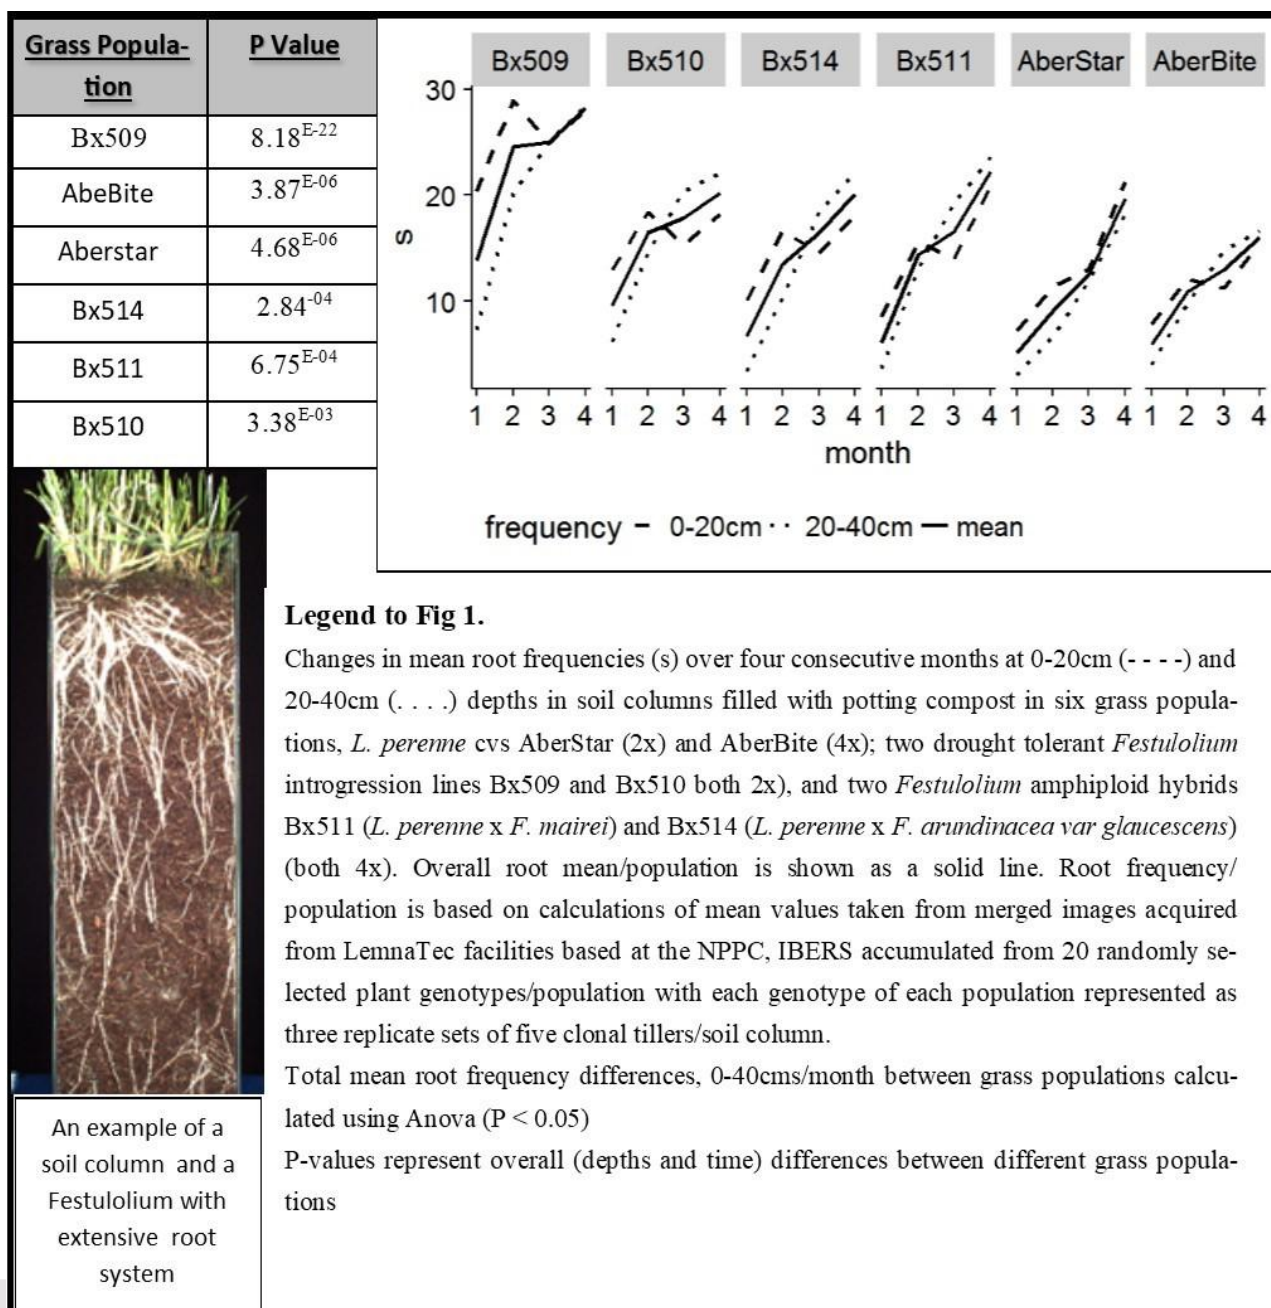 Grass Popula-
tion
P Value
Bx509
8.18E-22
AbeBite
3.87E-06
Aberstar
4.68E-06
Bx514
2.84-04
Bx511
6.75E-04
Bx510
3.38E-03
Bx509 Bx510 Bx514 Bx511 AberStar AberBite
30
20
10
s
1 2 3 4 1 2 3 4 1 2 3 4 1 2 3 4 1 2 3 4 1 2 3 4
month
frequency 0-20cm 20-40cm mean
An example of a
soil column and a
Festulolium with
extensive root
system
Legend to Fig 1.
Changes in mean root frequencies (s) over four consecutive months at 0-20cm (- - - -) and
20-40cm (. . . .) depths in soil columns filled with potting compost in six grass popula-
tions, L. perenne cvs AberStar (2x) and AberBite (4x); two drought tolerant Festulolium
introgression lines Bx509 and Bx510 both 2x), and two Festulolium amphiploid hybrids
Bx511 (L. perenne x F. mairei) and Bx514 (L. perenne x F. arundinacea var glaucescens)
(both 4x). Overall root mean/population is shown as a solid line. Root frequency/
population is based on calculations of mean values taken from merged images acquired
from LemnaTec facilities based at the NPPC, IBERS accumulated from 20 randomly se-
lected plant genotypes/population with each genotype of each population represented as
three replicate sets of five clonal tillers/soil column.
Total mean root frequency differences, 0-40cms/month between grass populations calcu-
lated using Anova (P < 0.05)
P-values represent overall (depths and time) differences between different grass popula-
tions